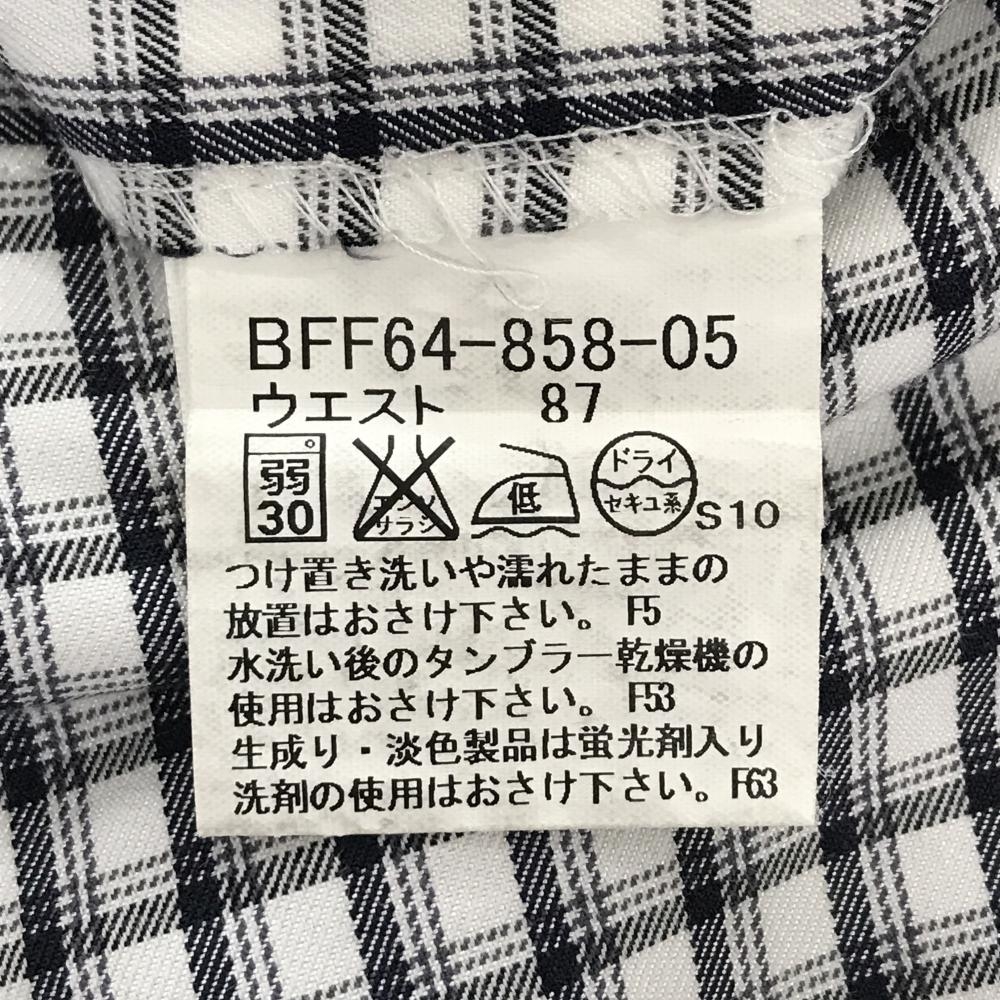 BFF64-858-05
ウエスト 87
弱 30 エンソ サラシ 低 ドライ セキユ系 S10
つけ置き洗いや濡れたままの
放置はおさけ下さい。 F5
水洗い後のタンブラー乾燥機の
使用はおさけ下さい。 F53
生成り・淡色製品は蛍光剤入り
洗剤の使用はおさけ下さい。F63